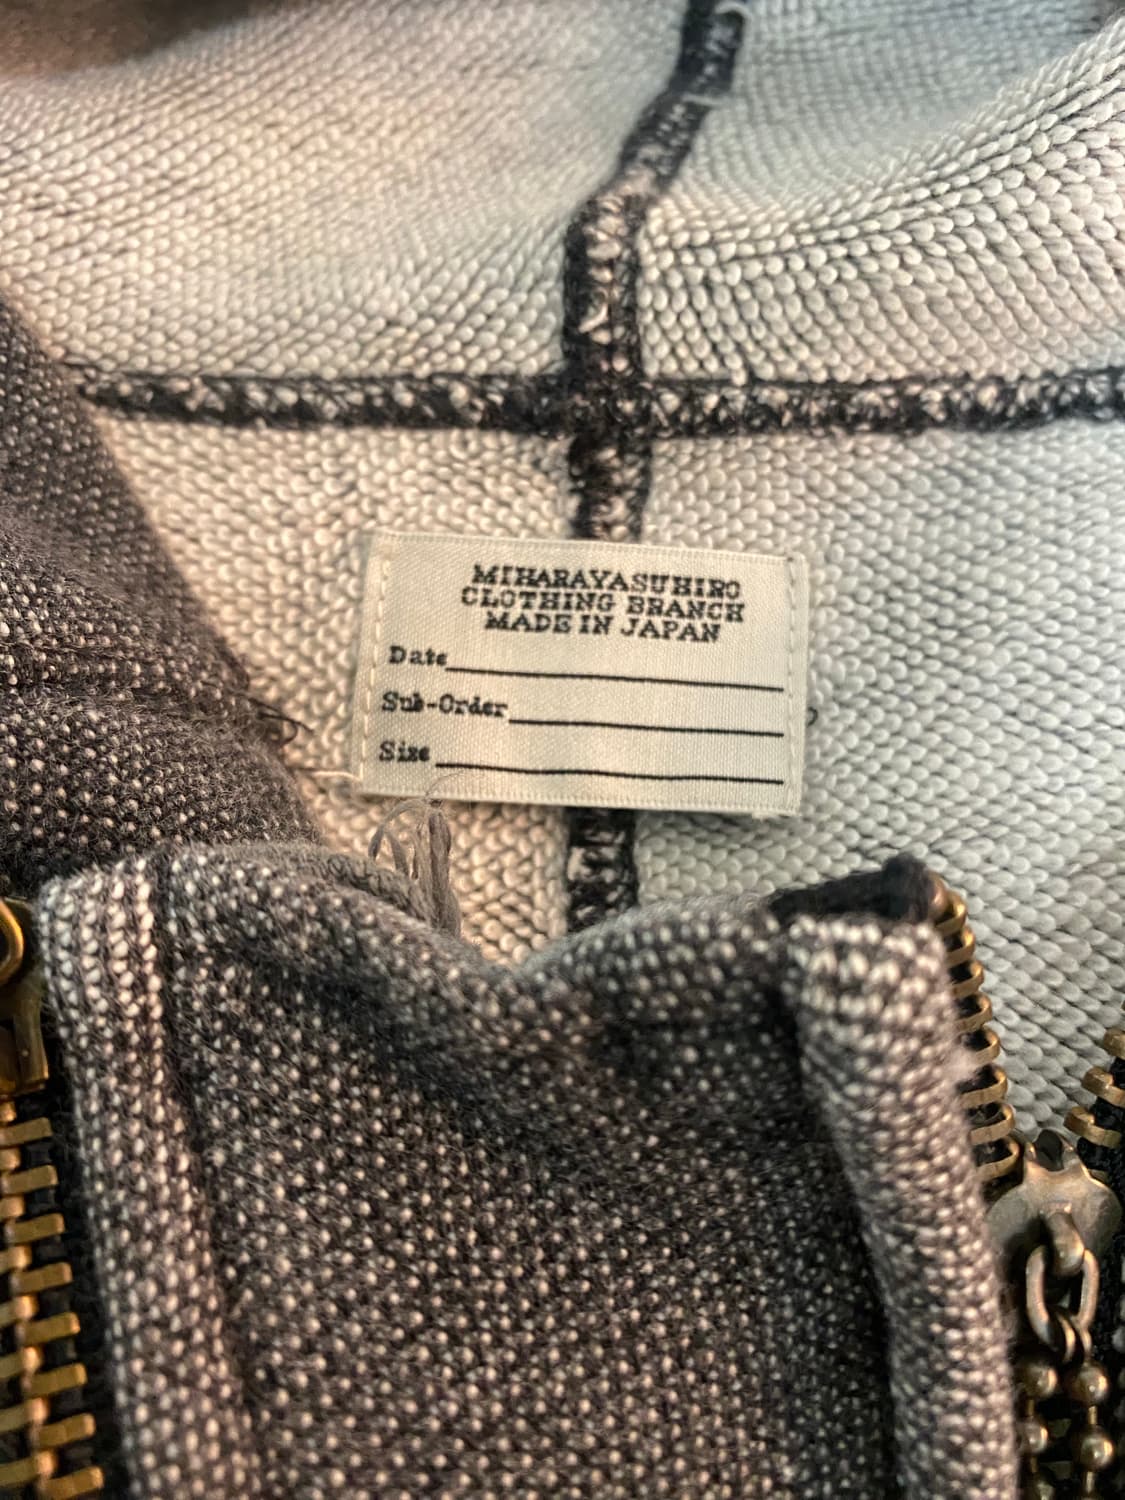 MIHARAYASUHIRO
CLOTHING BRANCH
MADE IN JAPAN
Date
Sub-Order
Size